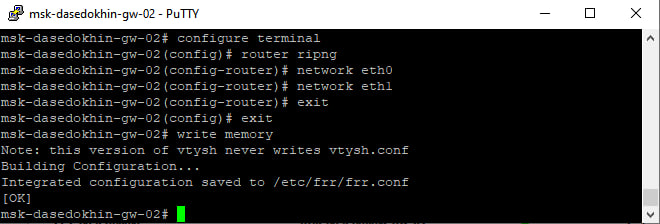 msk-dasedokhin-gw-02 - PuTTY
msk-dasedokhin-gw-02# configure terminal
msk-dasedokhin-gw-02(config)# router ripng
msk-dasedokhin-gw-02(config-router)# network eth0
msk-dasedokhin-gw-02(config-router)# network eth1
msk-dasedokhin-gw-02(config-router)# exit
msk-dasedokhin-gw-02(config)# exit
msk-dasedokhin-gw-02# write memory
Note: this version of vtysh never writes vtysh.conf
Building Configuration...
Integrated configuration saved to /etc/frr/frr.conf
[OK]
msk-dasedokhin-gw-02#